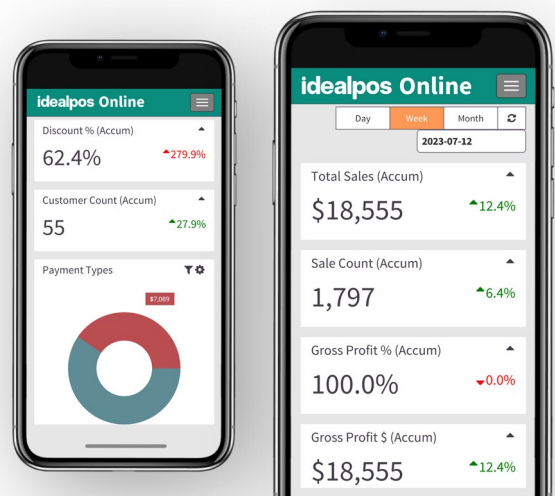 idealpos Online
Discount % (Accum)
62.4%
279.9%
Customer Count (Accum)
55
27.9%
Payment Types
$7,089
idealpos Online
Day Week Month
2023-07-12
Total Sales (Accum)
$18,555
12.4%
Sale Count (Accum)
1,797
6.4%
Gross Profit % (Accum)
100.0%
0.0%
Gross Profit $ (Accum)
$18,555
12.4%